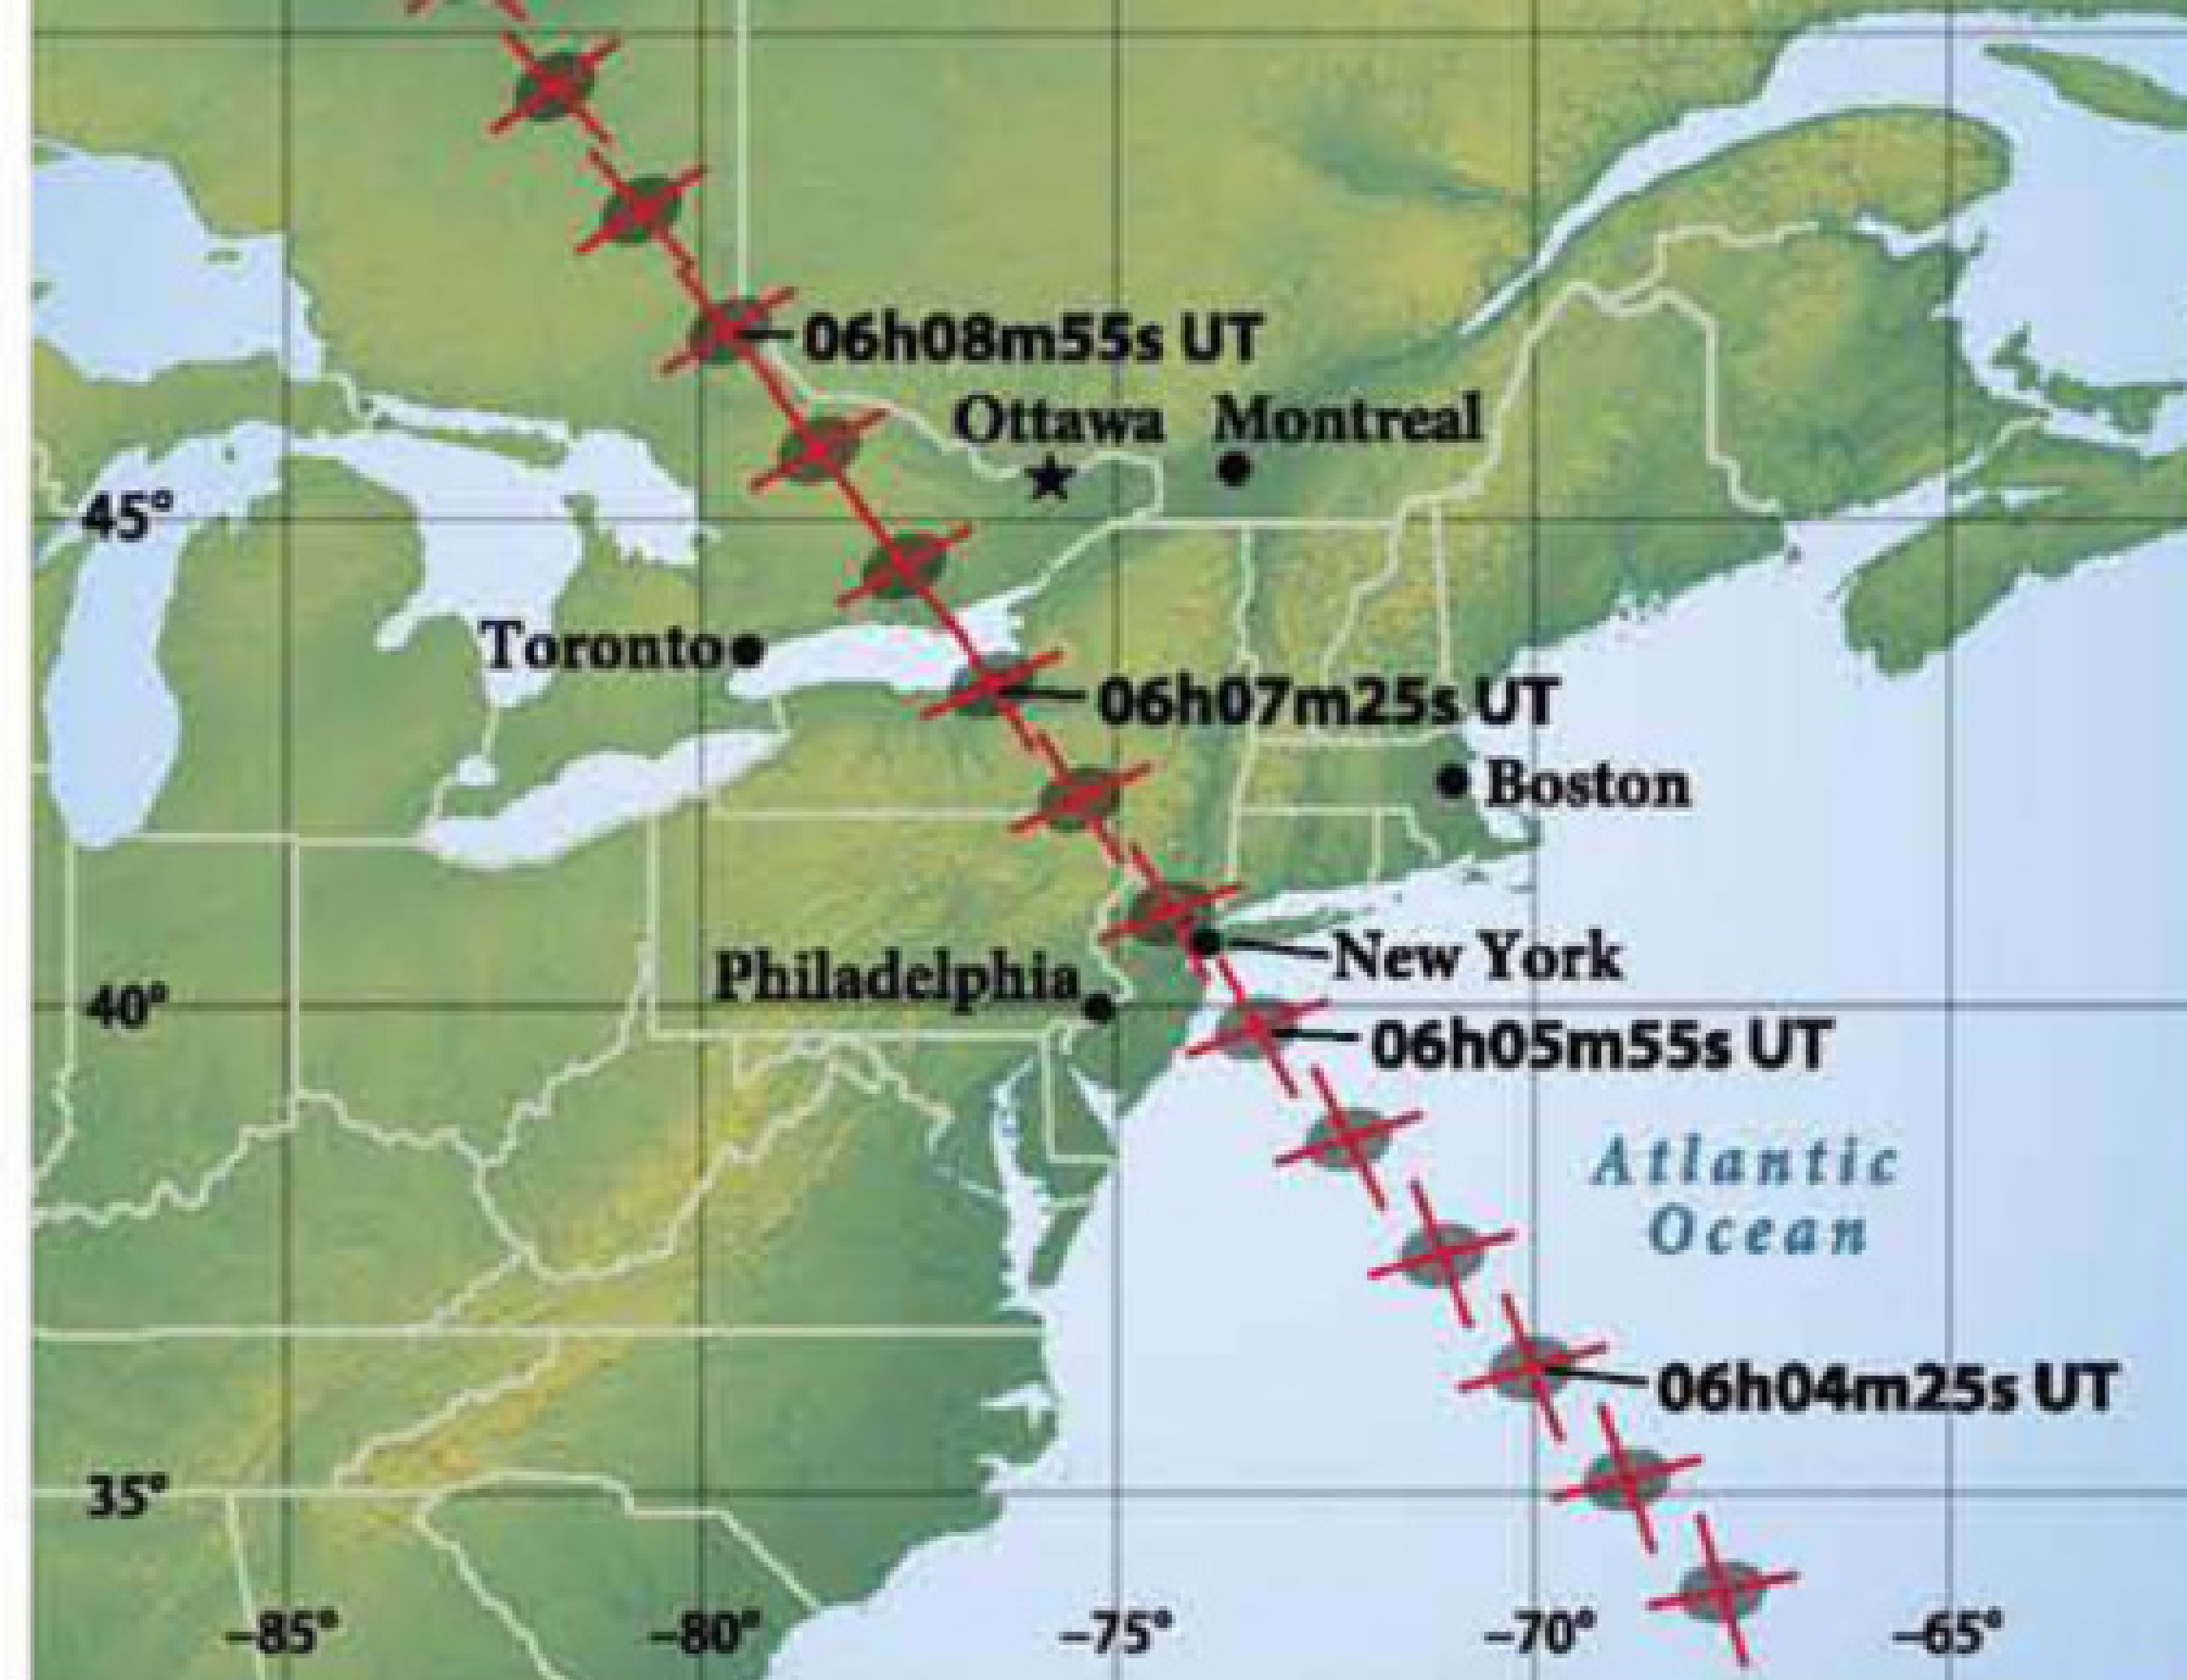 06h08m55s UT
Ottawa
Montreal
45°
Toronto
06h07m25s UT
Boston
New York
Philadelphia
40°
06h05m55s UT
Atlantic
Ocean
06h04m25s UT
35°
–85°
–80°
–75°
–70°
–65°